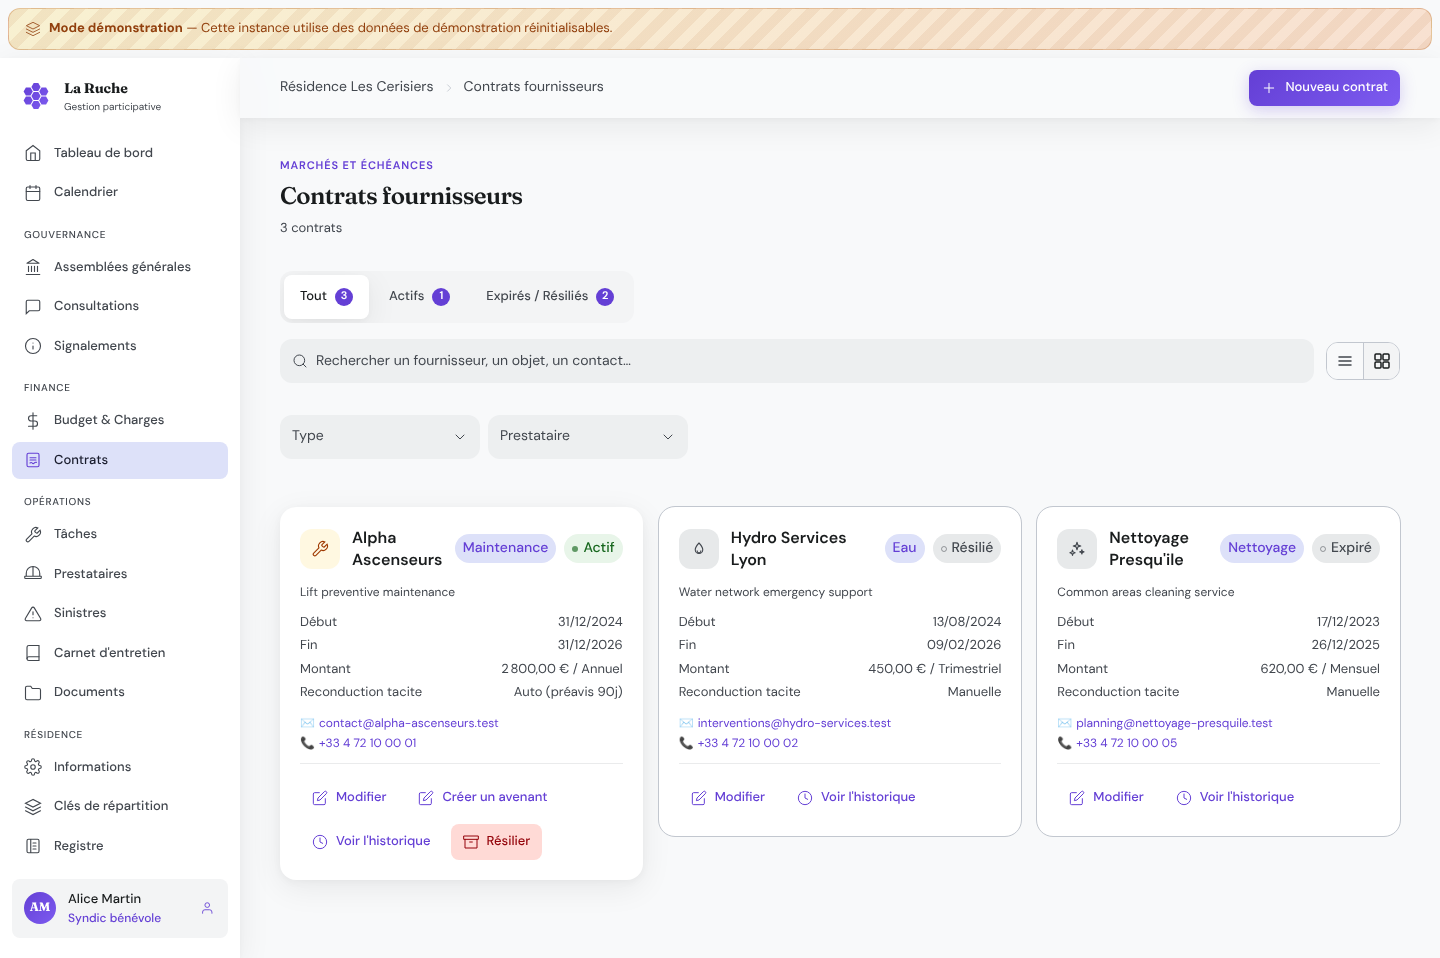 Mode démonstration — Cette instance utilise des données de démonstration réinitialisables.
La Ruche
Gestion participative
Tableau de bord
Calendrier
GOUVERNANCE
Assemblées générales
Consultations
Signalements
FINANCE
Budget & Charges
Contrats
OPÉRATIONS
Tâches
Prestataires
Sinistres
Carnet d'entretien
Documents
RÉSIDENCE
Informations
Clés de répartition
Registre
AM
Alice Martin
Syndic bénévole
Résidence Les Cerisiers > Contrats fournisseurs
+ Nouveau contrat
MARCHÉS ET ÉCHÉANCES
Contrats fournisseurs
3 contrats
Tout 3 Actifs 1 Expirés / Résiliés 2
Rechercher un fournisseur, un objet, un contact...
Type Prestataire
Alpha Ascenseurs
Maintenance Actif
Lift preventive maintenance
Début 31/12/2024
Fin 31/12/2026
Montant 2 800,00 € / Annuel
Reconduction tacite Auto (préavis 90j)
✉️ contact@alpha-ascenseurs.test
📞 +33 4 72 10 00 01
Modifier Créer un avenant
Voir l'historique Résilier
Hydro Services Lyon
Eau Résilié
Water network emergency support
Début 13/08/2024
Fin 09/02/2026
Montant 450,00 € / Trimestriel
Reconduction tacite Manuelle
✉️ interventions@hydro-services.test
📞 +33 4 72 10 00 02
Modifier Voir l'historique
Nettoyage Presqu'ile
Nettoyage Expiré
Common areas cleaning service
Début 17/12/2023
Fin 26/12/2025
Montant 620,00 € / Mensuel
Reconduction tacite Manuelle
✉️ planning@nettoyage-presquile.test
📞 +33 4 72 10 00 05
Modifier Voir l'historique